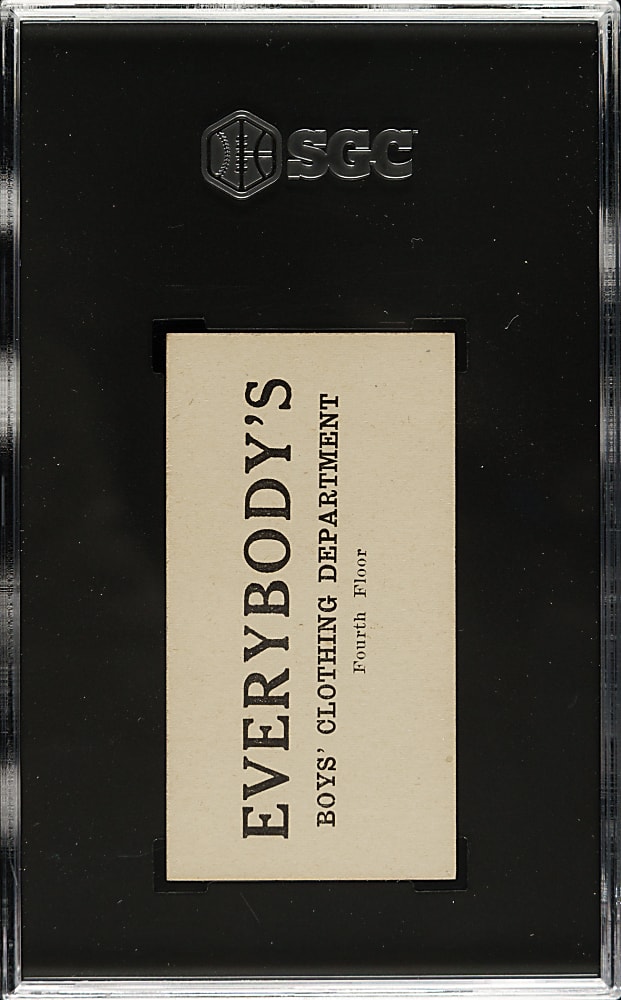 SGC
EVERYBODY'S
BOYS' CLOTHING DEPARTMENT
Fourth Floor